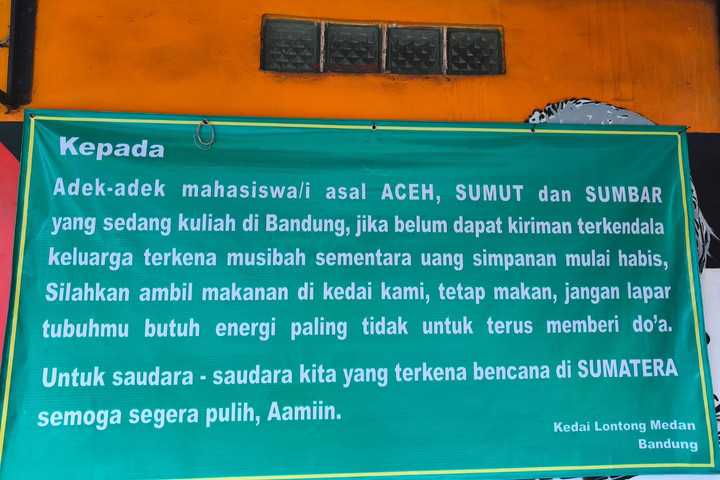 Kepada
Adek-adek mahasiswa/i asal ACEH, SUMUT dan SUMBAR
yang sedang kuliah di Bandung, jika belum dapat kiriman terkendala
keluarga terkena musibah sementara uang simpanan mulai habis,
Silahkan ambil makanan di kedai kami, tetap makan, jangan lapar
tubuhmu butuh energi paling tidak untuk terus memberi do'a.
Untuk saudara - saudara kita yang terkena bencana di SUMATERA
semoga segera pulih, Aamiin.
Kedai Lontong Medan
Bandung